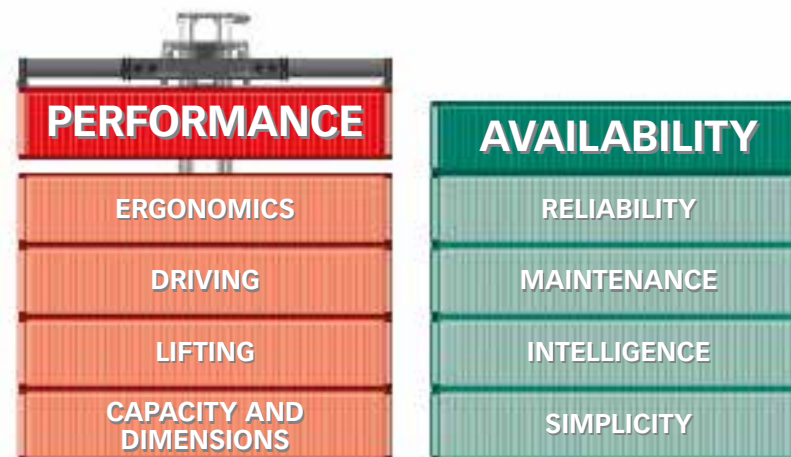 PERFORMANCE
ERGONOMICS
DRIVING
LIFTING
CAPACITY AND
DIMENSIONS
AVAILABILITY
RELIABILITY
MAINTENANCE
INTELLIGENCE
SIMPLICITY